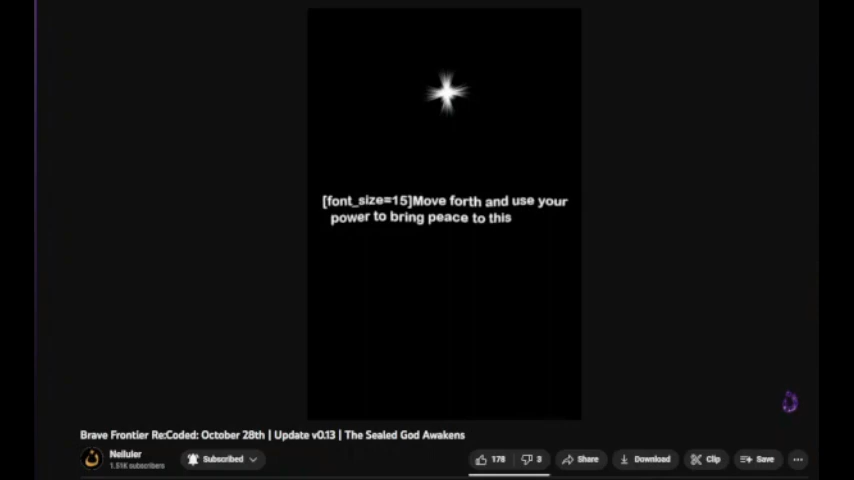 [font_size=15]Move forth and use your
power to bring peace to this
Brave Frontier Re:Coded: October 28th | Update v0.13 | The Sealed God Awakens
Neiluler
1.51K subscribers
Subscribed
178
3
Share
Download
Clip
Save